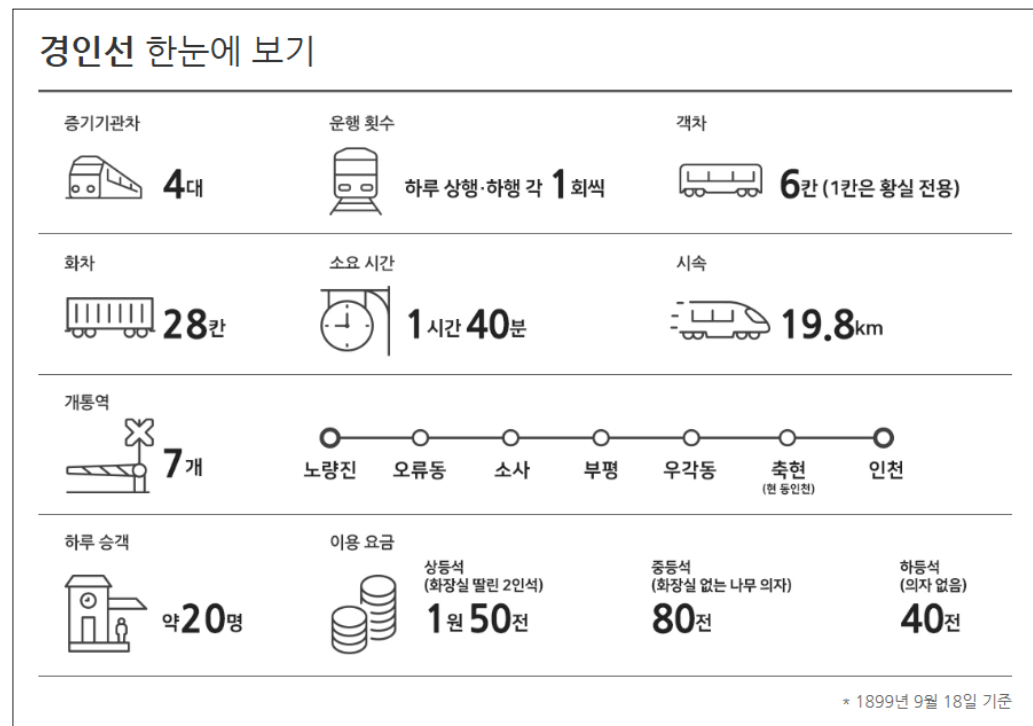 경인선 한눈에 보기
증기기관차
4대
운행 횟수
하루 상행·하행 각 1회씩
객차
6칸 (1칸은 황실 전용)
화차
28칸
소요 시간
1시간 40분
시속
19.8km
개통역
7개
노량진
오류동
소사
부평
우각동
축현
(현 동인천)
인천
하루 승객
약20명
이용 요금
상등석
(화장실 딸린 2인석)
1원 50전
중등석
(화장실 없는 나무 의자)
80전
하등석
(의자 없음)
40전
* 1899년 9월 18일 기준